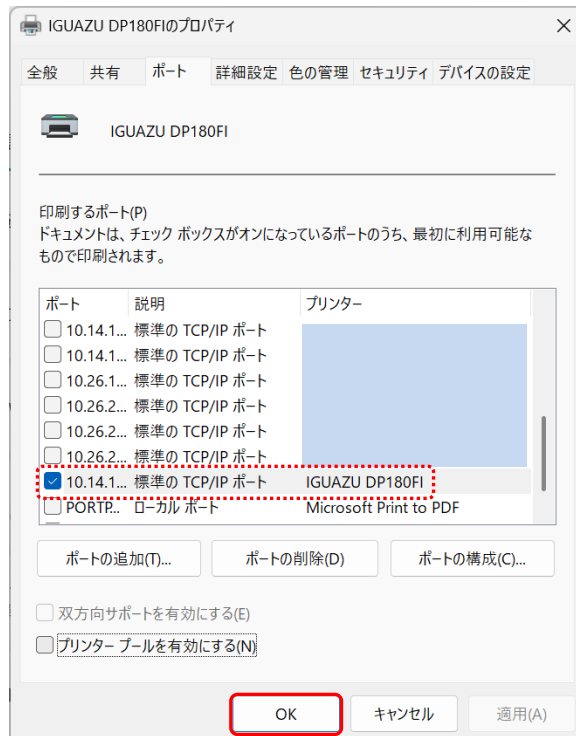 IGUAZU DP180FIのプロパティ
全般 共有 ポート 詳細設定 色の管理 セキュリティ デバイスの設定
IGUAZU DP180FI
印刷するポート(P)
ドキュメントは、チェック ボックスがオンになっているポートのうち、最初に利用可能な
もので印刷されます。
ポート 説明 プリンター
10.14.1... 標準の TCP/IP ポート
10.14.1... 標準の TCP/IP ポート
10.26.1... 標準の TCP/IP ポート
10.26.2... 標準の TCP/IP ポート
10.26.2... 標準の TCP/IP ポート
10.26.2... 標準の TCP/IP ポート
10.14.1... 標準の TCP/IP ポート IGUAZU DP180FI
PORTP... ローカル ポート Microsoft Print to PDF
ポートの追加(T)... ポートの削除(D) ポートの構成(C)...
双方向サポートを有効にする(E)
プリンター プールを有効にする(N)
OK キャンセル 適用(A)